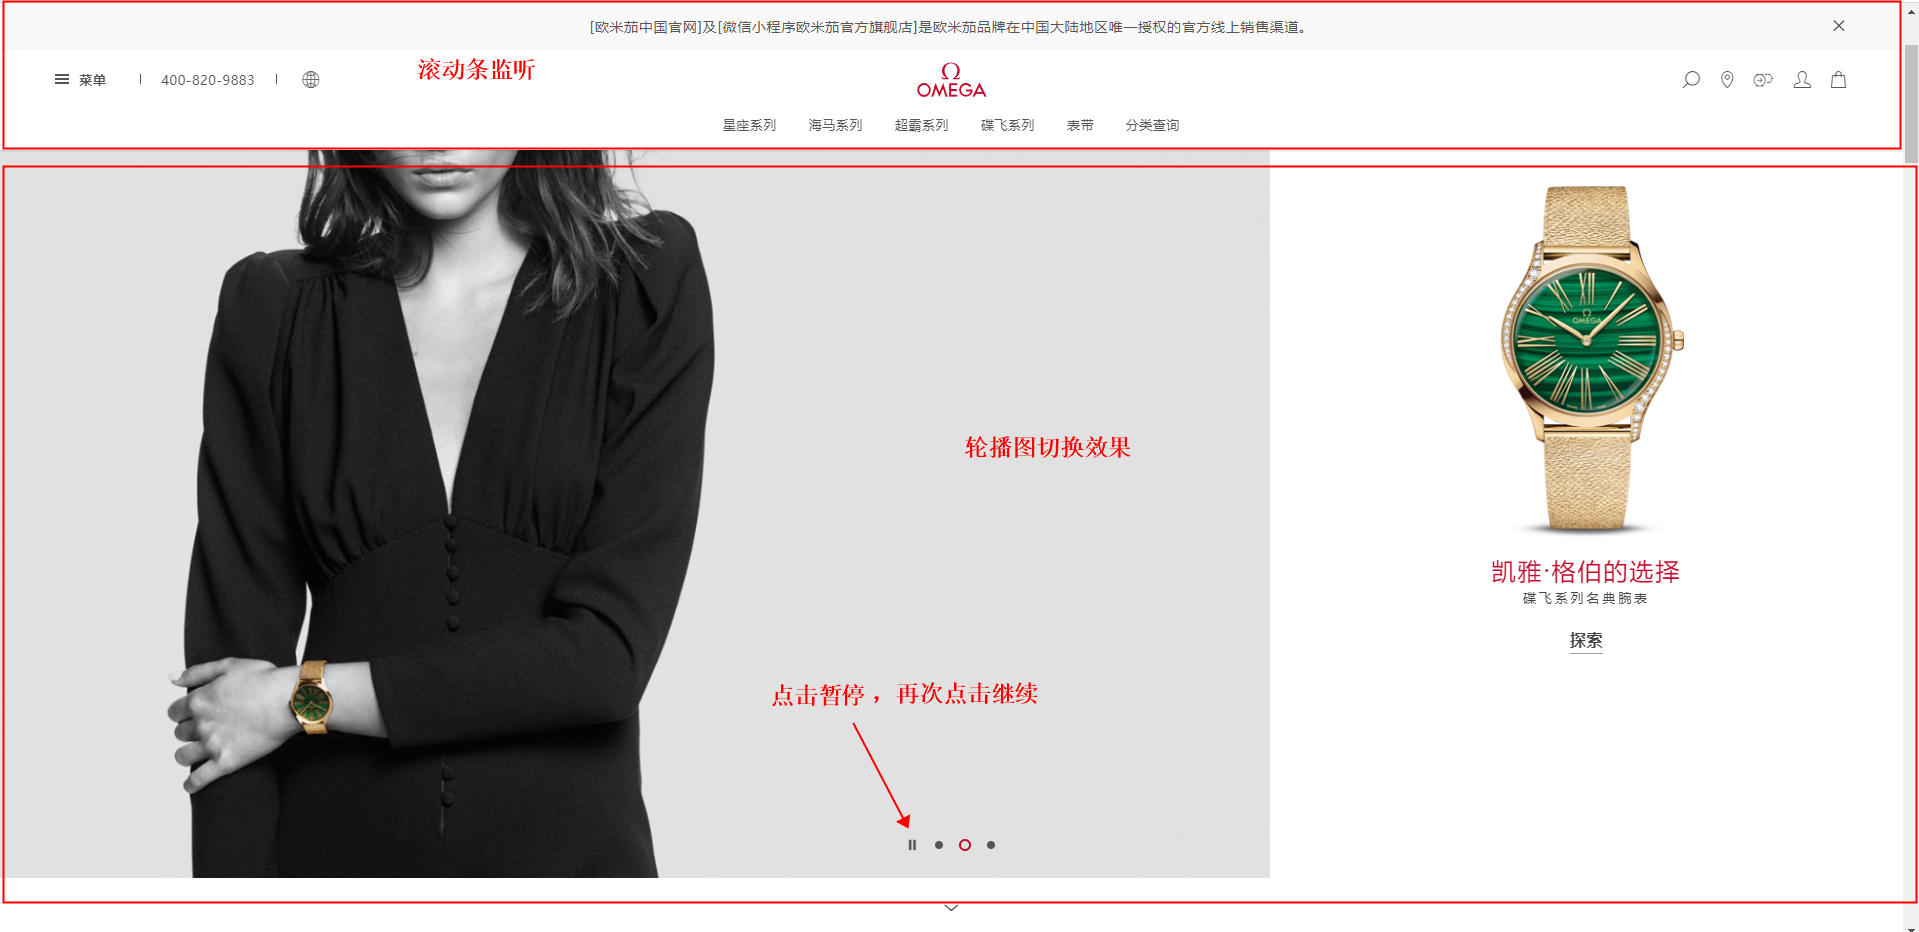 [欧米茄中国官网]及[微信小程序欧米茄官方旗舰店]是欧米茄品牌在中国大陆地区唯一授权的官方线上销售渠道。
菜单 400-820-9883
滚动条监听
Ω
OMEGA
星座系列 海马系列 超霸系列 碟飞系列 表带 分类查询
OMEGA
轮播图切换效果
凯雅·格伯的选择
碟飞系列名典腕表
探索
点击暂停，再次点击继续